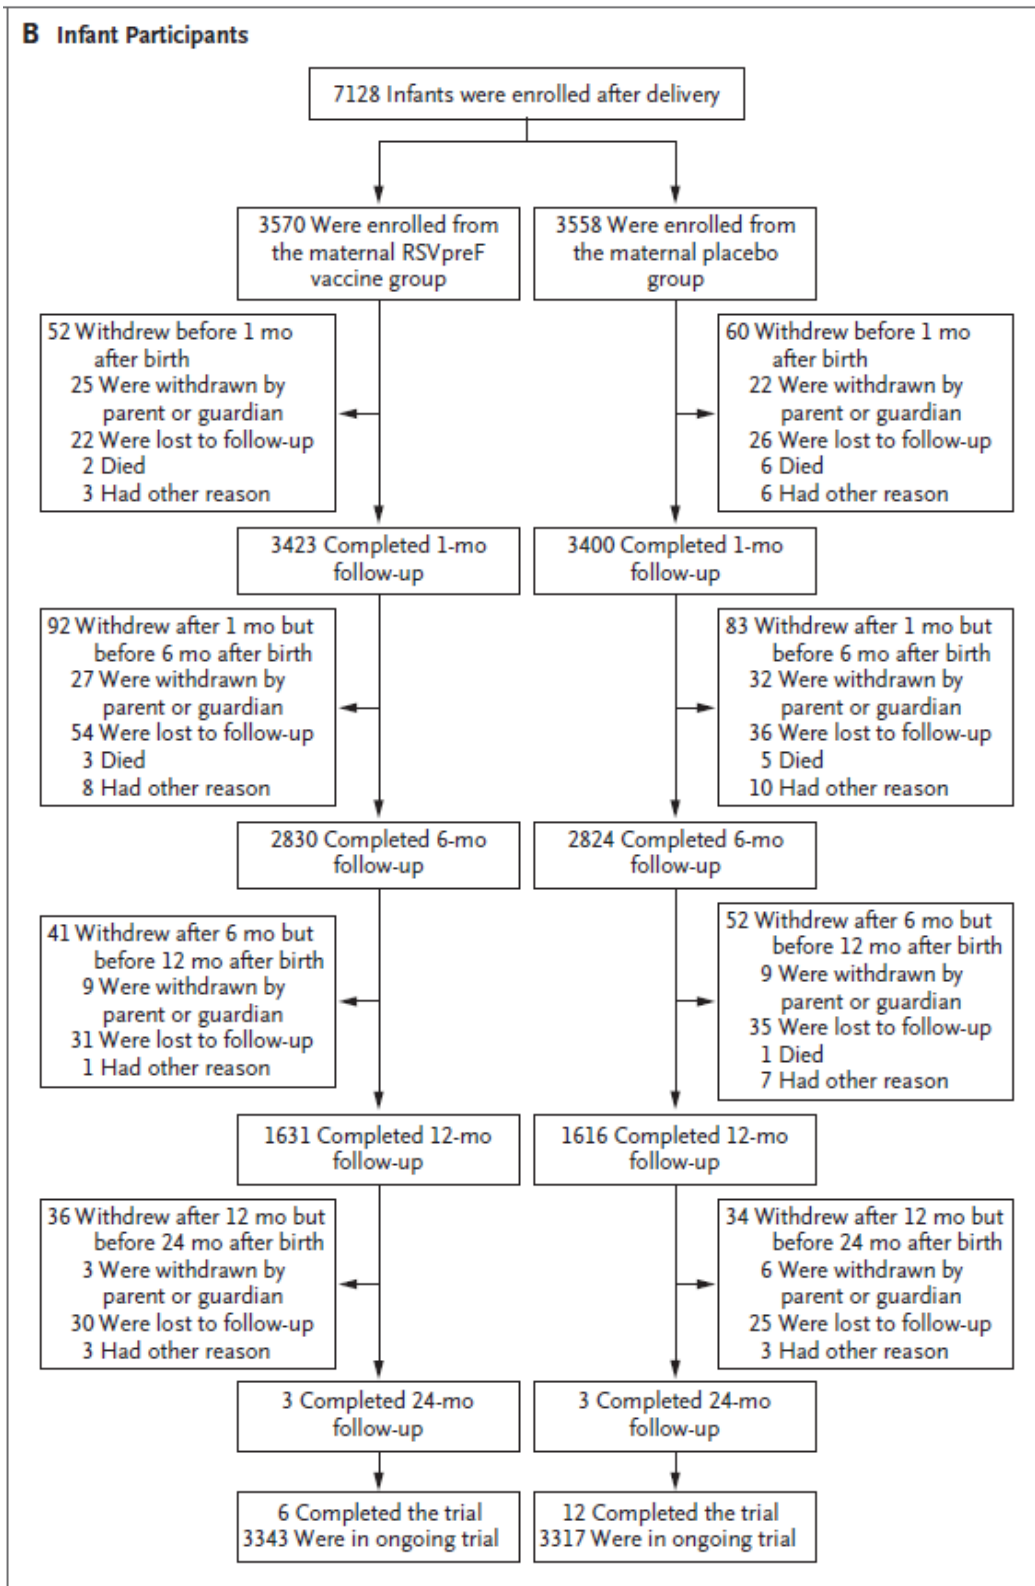 B Infant Participants
7128 Infants were enrolled after delivery
3570 Were enrolled from
the maternal RSVpreF
vaccine group
3558 Were enrolled from
the maternal placebo
group
52 Withdrew before 1 mo
after birth
25 Were withdrawn by
parent or guardian
22 Were lost to follow-up
2 Died
3 Had other reason
60 Withdrew before 1 mo
after birth
22 Were withdrawn by
parent or guardian
26 Were lost to follow-up
6 Died
6 Had other reason
3423 Completed 1-mo
follow-up
3400 Completed 1-mo
follow-up
92 Withdrew after 1 mo but
before 6 mo after birth
27 Were withdrawn by
parent or guardian
54 Were lost to follow-up
3 Died
8 Had other reason
83 Withdrew after 1 mo but
before 6 mo after birth
32 Were withdrawn by
parent or guardian
36 Were lost to follow-up
5 Died
10 Had other reason
2830 Completed 6-mo
follow-up
2824 Completed 6-mo
follow-up
41 Withdrew after 6 mo but
before 12 mo after birth
9 Were withdrawn by
parent or guardian
31 Were lost to follow-up
1 Had other reason
52 Withdrew after 6 mo but
before 12 mo after birth
9 Were withdrawn by
parent or guardian
35 Were lost to follow-up
1 Died
7 Had other reason
1631 Completed 12-mo
follow-up
1616 Completed 12-mo
follow-up
36 Withdrew after 12 mo but
before 24 mo after birth
3 Were withdrawn by
parent or guardian
30 Were lost to follow-up
3 Had other reason
34 Withdrew after 12 mo but
before 24 mo after birth
6 Were withdrawn by
parent or guardian
25 Were lost to follow-up
3 Had other reason
3 Completed 24-mo
follow-up
3 Completed 24-mo
follow-up
6 Completed the trial
3343 Were in ongoing trial
12 Completed the trial
3317 Were in ongoing trial